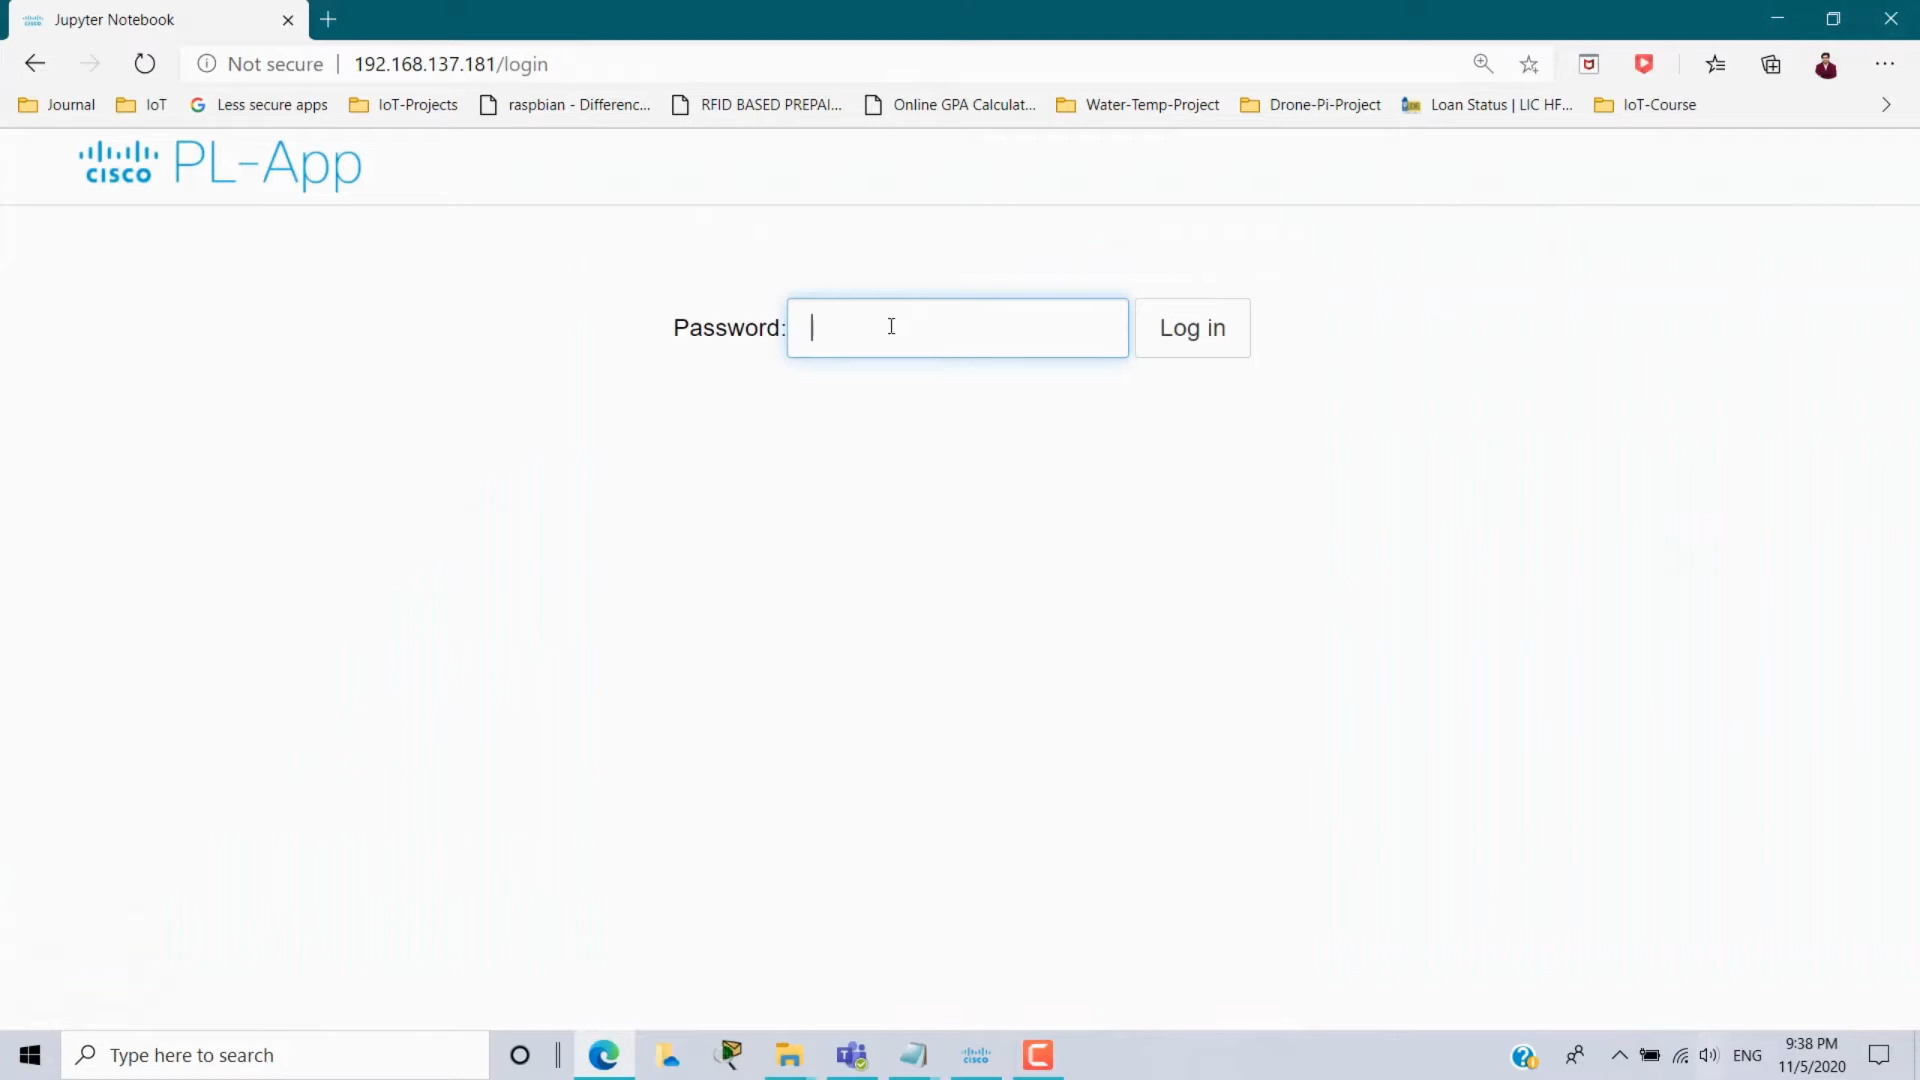 Jupyter Notebook
Not secure | 192.168.137.181/login
Journal IoT Less secure apps IoT-Projects raspbian - Differenc... RFID BASED PREPAI... Online GPA Calculat... Water-Temp-Project Drone-Pi-Project Loan Status | LIC HF... IoT-Course
CISCO PL-App
Password: Log in
Type here to search
ENG
9:38 PM
11/5/2020